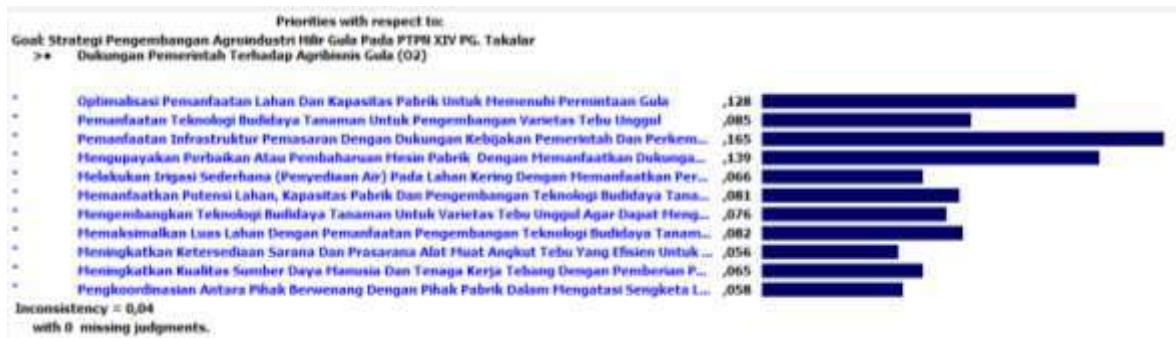 Priorities with respect to:
Goal: Strategi Pengembangan Agroindustri Hilir Gula Pada PTPN XIV PG. Takalar
>• Dukungan Pemerintah Terhadap Agribisnis Gula (O2)
Optimalisasi Pemanfaatan Lahan Dan Kapasitas Pabrik Untuk Memenuhi Permintaan Gula ,128
Pemanfaatan Teknologi Budidaya Tanaman Untuk Pengembangan Varietas Tebu Unggul ,085
Pemanfaatan Infrastruktur Pemasaran Dengan Dukungan Kebijakan Pemerintah Dan Perkem... ,165
Mengupayakan Perbaikan Atau Pembaharuan Mesin Pabrik Dengan Memanfaatkan Dukunga... ,139
Melakukan Irigasi Sederhana (Penyediaan Air) Pada Lahan Kering Dengan Memanfaatkan Per... ,066
Memanfaatkan Potensi Lahan, Kapasitas Pabrik Dan Pengembangan Teknologi Budidaya Tana... ,081
Mengembangkan Teknologi Budidaya Tanaman Untuk Varietas Tebu Unggul Agar Dapat Meng... ,076
Memaksimalkan Luas Lahan Dengan Pemanfaatan Pengembangan Teknologi Budidaya Tanam... ,082
Meningkatkan Ketersediaan Sarana Dan Prasarana Alat Muat Angkut Tebu Yang Efisien Untuk ... ,056
Meningkatkan Kualitas Sumber Daya Manusia Dan Tenaga Kerja Tebang Dengan Pemberian P... ,065
Pengkoordinasian Antara Pihak Berwenang Dengan Pihak Pabrik Dalam Mengatasi Sengketa L... ,058
Inconsistency = 0,04
with 0 missing judgments.